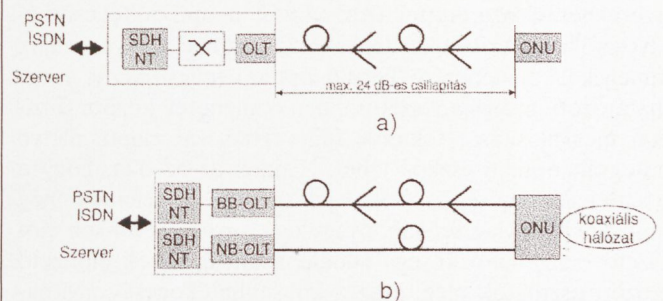 PSTN
ISDN
Szerver
SDH
NT
OLT
ONU
max. 24 dB-es csillapítás
a)
PSTN
ISDN
Szerver
SDH
NT
BB-OLT
SDH
NT
NB-OLT
ONU
koaxiális
hálózat
b)